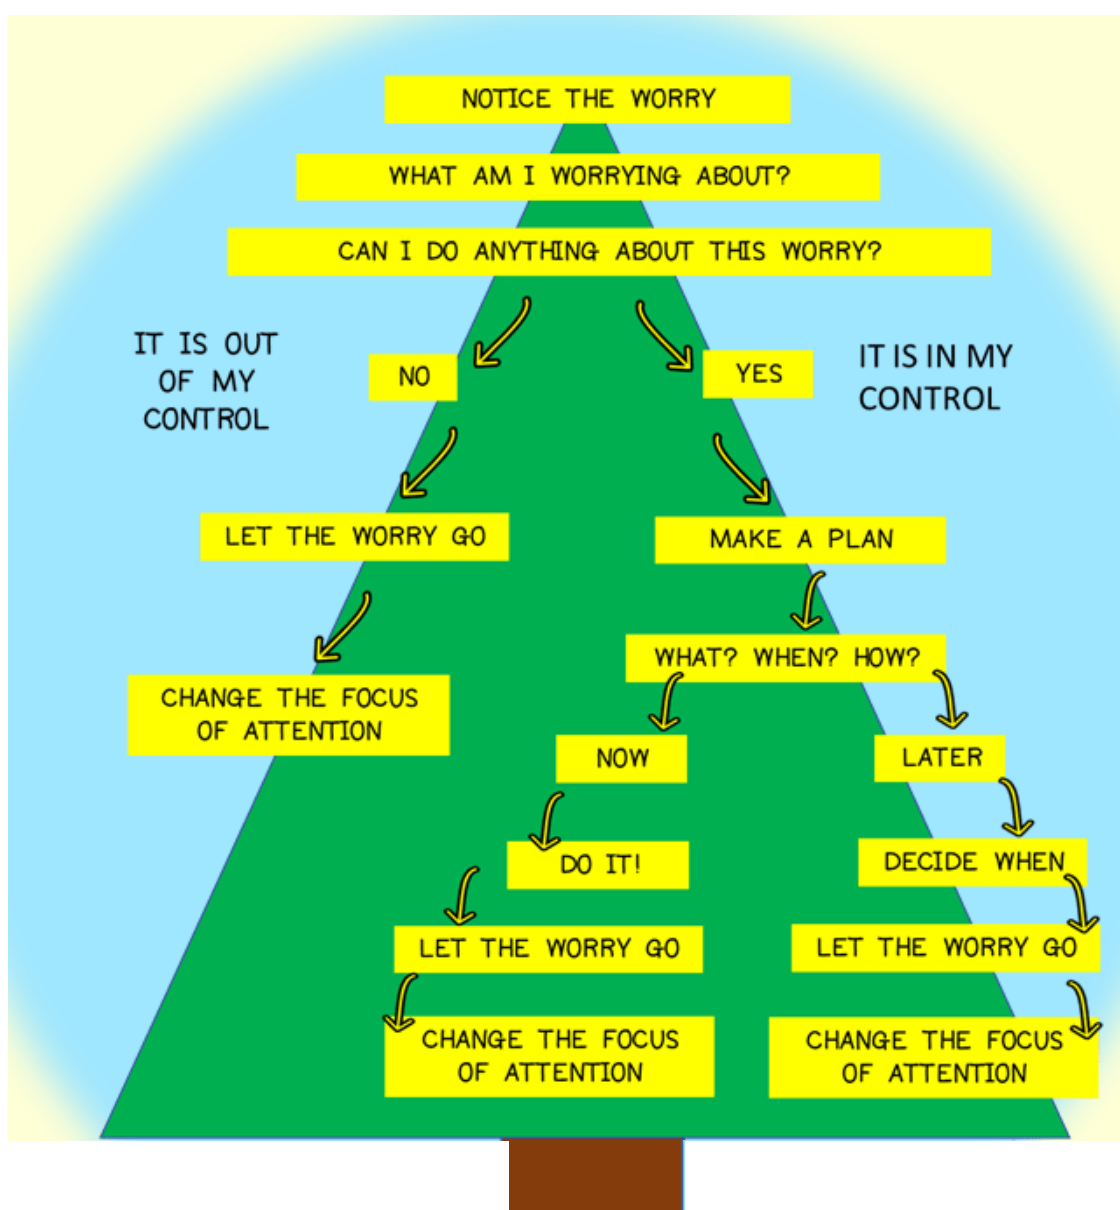 NOTICE THE WORRY
WHAT AM I WORRYING ABOUT?
CAN I DO ANYTHING ABOUT THIS WORRY?
IT IS OUT
OF MY
CONTROL
NO
YES
IT IS IN MY
CONTROL
LET THE WORRY GO
MAKE A PLAN
WHAT? WHEN? HOW?
CHANGE THE FOCUS
OF ATTENTION
NOW
LATER
DO IT!
DECIDE WHEN
LET THE WORRY GO
LET THE WORRY GO
CHANGE THE FOCUS
OF ATTENTION
CHANGE THE FOCUS
OF ATTENTION